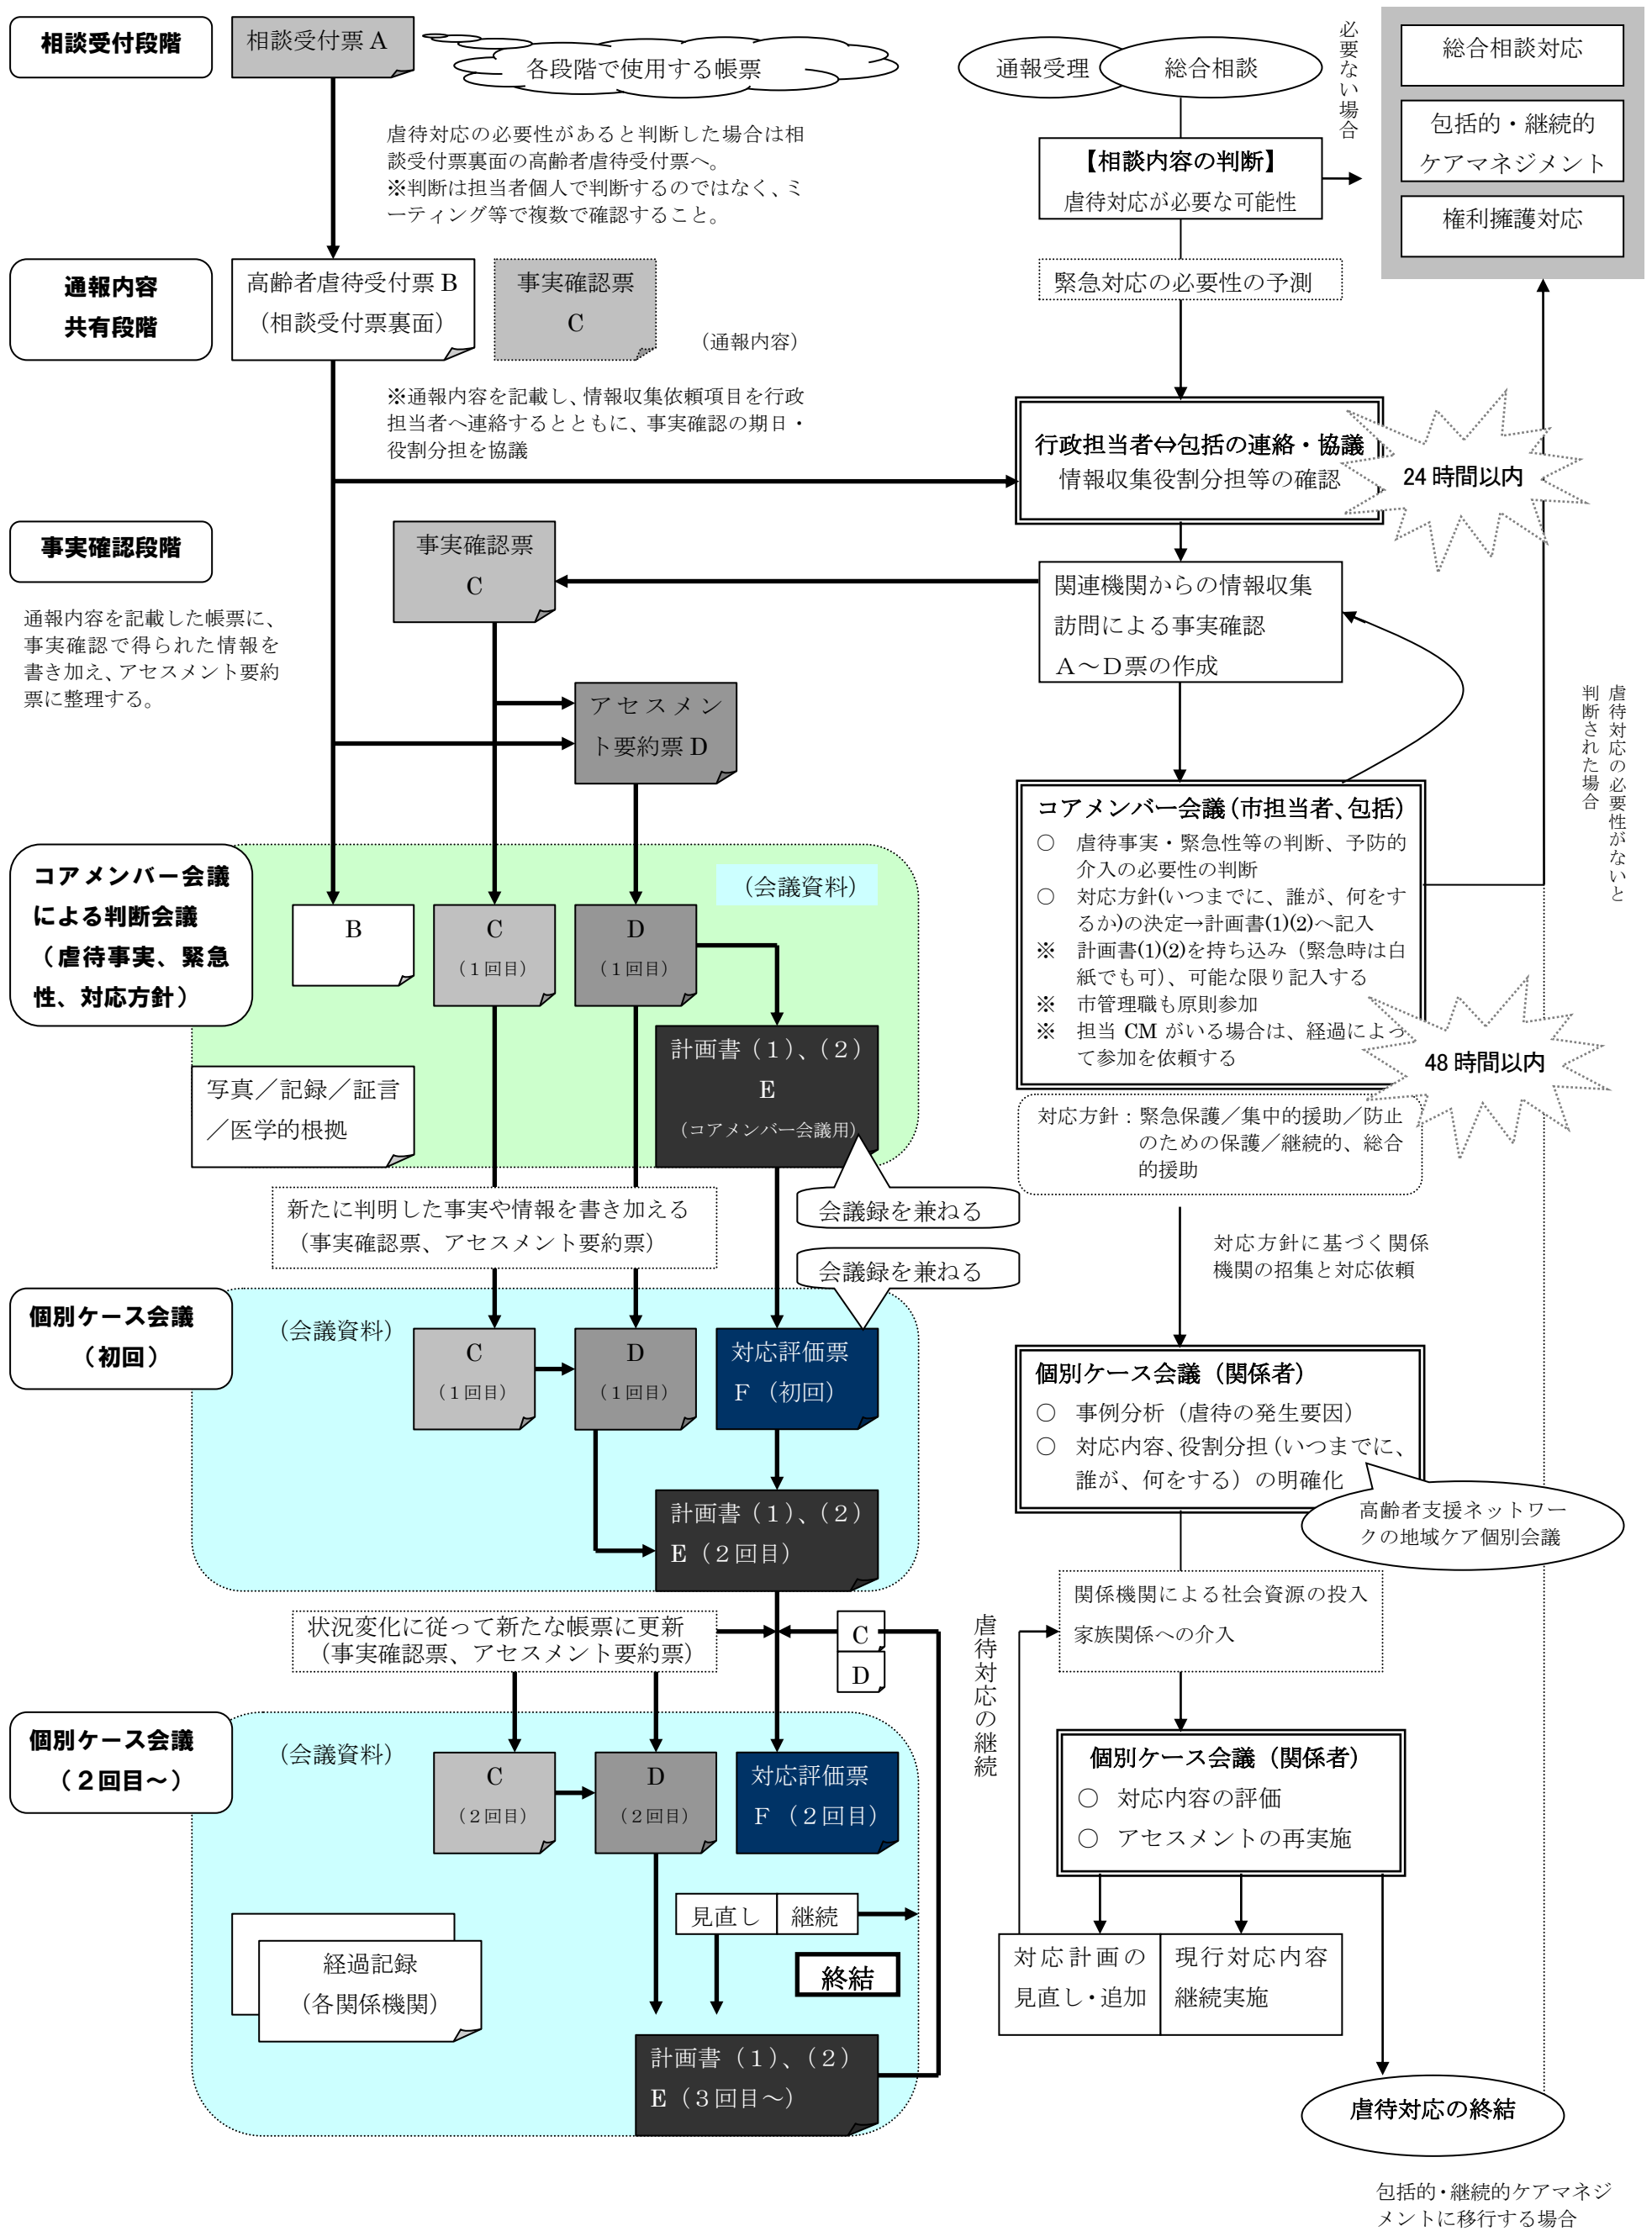 相談受付段階
相談受付票 A
各段階で使用する帳票
通報受理
総合相談
必要ない場合
総合相談対応
包括的・継続的
ケアマネジメント
権利擁護対応
虐待対応の必要性があると判断した場合は相
談受付票裏面の高齢者虐待受付票へ。
※判断は担当者個人で判断するのではなく、ミ
ーティング等で複数で確認すること。
【相談内容の判断】
虐待対応が必要な可能性
通報内容
共有段階
高齢者虐待受付票 B
（相談受付票裏面）
事実確認票
C
（通報内容）
緊急対応の必要性の予測
※通報内容を記載し、情報収集依頼項目を行政
担当者へ連絡するとともに、事実確認の期日・
役割分担を協議
行政担当者⇔包括の連絡・協議
情報収集役割分担等の確認
24 時間以内
事実確認段階
事実確認票
C
通報内容を記載した帳票に、
事実確認で得られた情報を
書き加え、アセスメント要約
票に整理する。
関連機関からの情報収集
訪問による事実確認
Ａ～Ｄ票の作成
アセスメン
ト要約票 D
虐待対応の必要性がないと
判断された場合
コアメンバー会議
による判断会議
（虐待事実、緊急
性、対応方針）
（会議資料）
B
C
（１回目）
D
（１回目）
計画書（１）、（２）
E
（コアメンバー会議用）
写真／記録／証言
／医学的根拠
会議録を兼ねる
コアメンバー会議（市担当者、包括）
○ 虐待事実・緊急性等の判断、予防的
介入の必要性の判断
○ 対応方針(いつまでに、誰が、何をす
るか)の決定→計画書(1)(2)へ記入
※ 計画書(1)(2)を持ち込み（緊急時は白
紙でも可）、可能な限り記入する
※ 市管理職も原則参加
※ 担当 CM がいる場合は、経過によっ
て参加を依頼する
48 時間以内
対応方針：緊急保護／集中的援助／防止
のための保護／継続的、総合
的援助
新たに判明した事実や情報を書き加える
（事実確認票、アセスメント要約票）
会議録を兼ねる
対応方針に基づく関係
機関の招集と対応依頼
個別ケース会議
（初回）
（会議資料）
C
（１回目）
D
（１回目）
対応評価票
Ｆ（初回）
計画書（１）、（２）
E（２回目）
個別ケース会議（関係者）
○ 事例分析（虐待の発生要因）
○ 対応内容、役割分担（いつまでに、
誰が、何をする）の明確化
高齢者支援ネットワー
クの地域ケア個別会議
状況変化に従って新たな帳票に更新
（事実確認票、アセスメント要約票）
C
D
虐待対応の継続
関係機関による社会資源の投入
家族関係への介入
個別ケース会議
（２回目～）
（会議資料）
C
（２回目）
D
（２回目）
対応評価票
Ｆ（２回目）
見直し
継続
終結
経過記録
（各関係機関）
計画書（１）、（２）
E（３回目～）
個別ケース会議（関係者）
○ 対応内容の評価
○ アセスメントの再実施
対応計画の
見直し・追加
現行対応内容
継続実施
虐待対応の終結
包括的・継続的ケアマネジ
メントに移行する場合